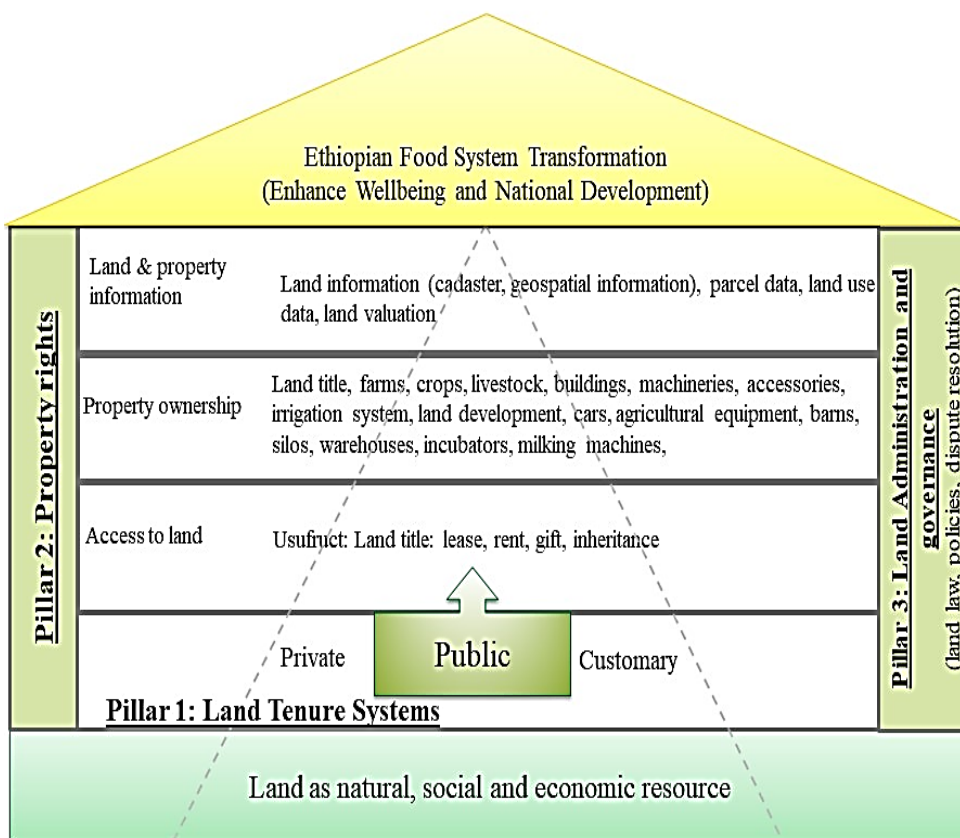 Ethiopian Food System Transformation
(Enhance Wellbeing and National Development)
Pillar 2: Property rights
Land & property
information
Land information (cadaster, geospatial information), parcel data, land use
data, land valuation
Property ownership
Land title, farms, crops, livestock, buildings, machineries, accessories,
irrigation system, land development, cars, agricultural equipment, barns,
silos, warehouses, incubators, milking machines,
Access to land
Usufruct: Land title: lease, rent, gift, inheritance
Private
Public
Customary
Pillar 1: Land Tenure Systems
Pillar 3: Land Administration and
governance
(land law, policies, dispute resolution)
Land as natural, social and economic resource